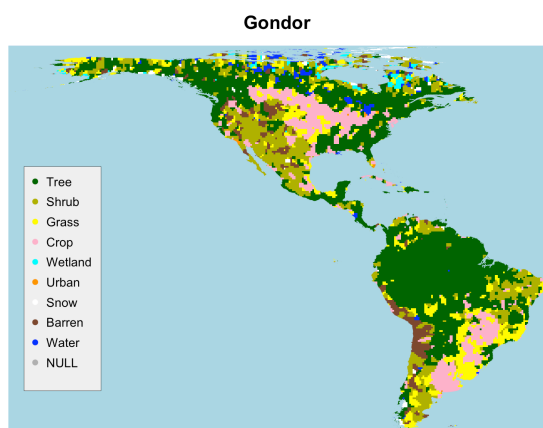 Gondor
Tree
Shrub
Grass
Crop
Wetland
Urban
Snow
Barren
Water
NULL